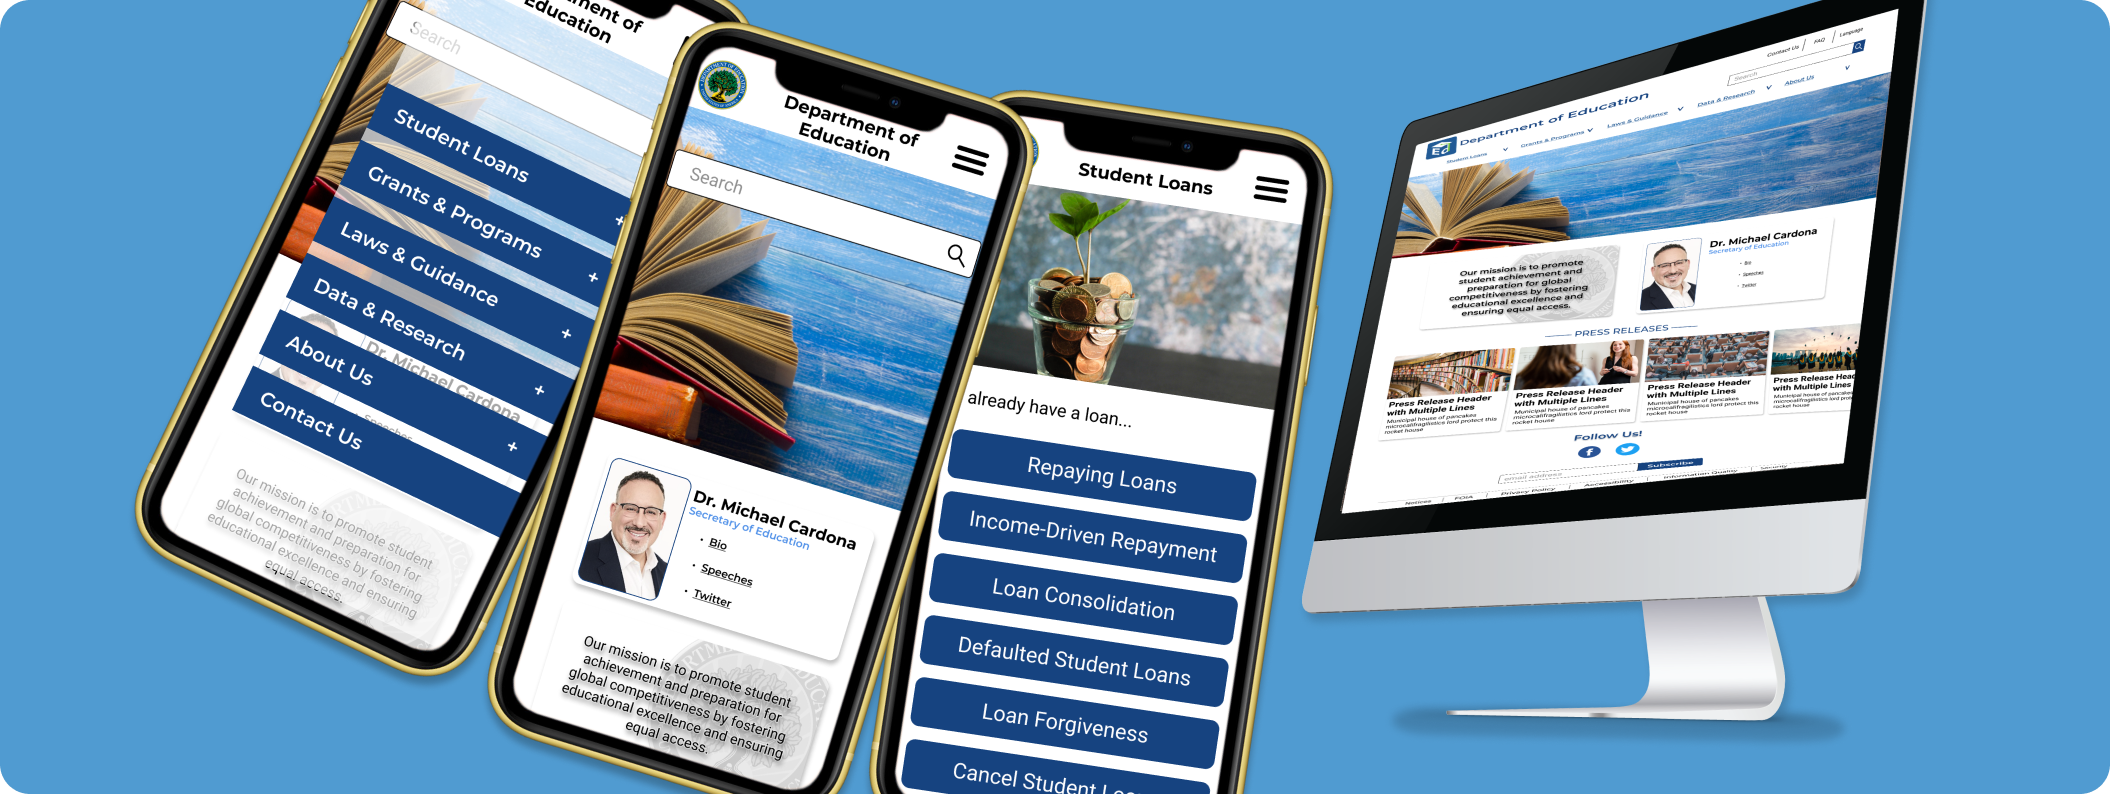 Department of
Education
Search
Student Loans
+
Grants & Programs
+
Laws & Guidance
+
Data & Research
+
About Us
+
Contact Us
Dr. Michael Cardona
Speeches
Our mission is to promote student
achievement and preparation for
global competitiveness by fostering
educational excellence and ensuring
equal access.
Department of
Education
Search
Dr. Michael Cardona
Secretary of Education
• Bio
• Speeches
• Twitter
Our mission is to promote student
achievement and preparation for
global competitiveness by fostering
educational excellence and ensuring
equal access.
Student Loans
already have a loan...
Repaying Loans
Income-Driven Repayment
Loan Consolidation
Defaulted Student Loans
Loan Forgiveness
Cancel Student
Contact Us | FAQ | Language
Search
Ed Department of Education
Student Loans Grants & Programs Laws & Guidance Data & Research About Us
Our mission is to promote
student achievement and
preparation for global
competitiveness by fostering
educational excellence and
ensuring equal access.
Dr. Michael Cardona
Secretary of Education
• Bio
• Speeches
• Twitter
PRESS RELEASES
Press Release Header
with Multiple Lines
Municipal house of pancakes
microcalifragilistics lord protect this
rocket house
Press Release Header
with Multiple Lines
Municipal house of pancakes
microcalifragilistics lord protect this
rocket house
Press Release Header
with Multiple Lines
Municipal house of pancakes
microcalifragilistics lord protect this
rocket house
Press Release Head
with Multiple Lines
Municipal house of pancakes
microcalifragilistics lord
rocket house
Follow Us!
email address
Subscribe
Notices | FOIA | Privacy Policy | Accessibility | Information Quality | Security